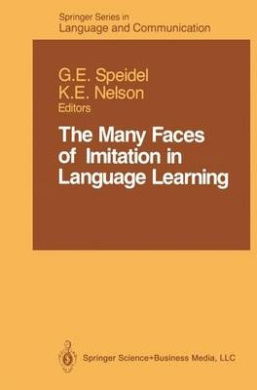 Springer Series in
Language and Communication
G.E. Speidel
K.E. Nelson
Editors
The Many Faces
of Imitation in
Language Learning
Springer Science+Business Media, LLC